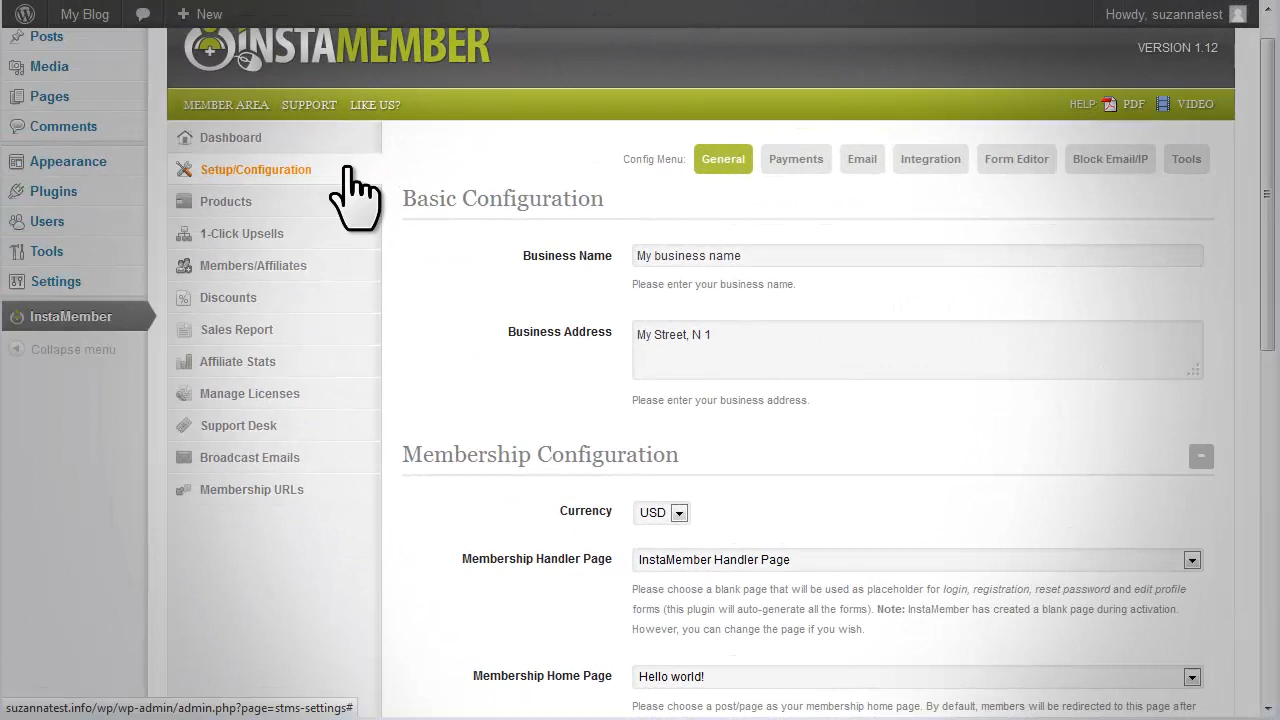 My Blog
New
Howdy, suzannatest
Posts
Media
Pages
Comments
Appearance
Plugins
Users
Tools
Settings
InstaMember
Collapse menu
INSTAMEMBER
VERSION 1.12
MEMBER AREA SUPPORT LIKE US?
HELP: PDF VIDEO
Dashboard
Setup/Configuration
Products
1-Click Upsells
Members/Affiliates
Discounts
Sales Report
Affiliate Stats
Manage Licenses
Support Desk
Broadcast Emails
Membership URLs
Config Menu: General Payments Email Integration Form Editor Block Email/IP Tools
Basic Configuration
Business Name My business name
Please enter your business name.
Business Address My Street, N 1
Please enter your business address.
Membership Configuration
-
Currency USD
Membership Handler Page InstaMember Handler Page
Please choose a blank page that will be used as placeholder for login, registration, reset password and edit profile
forms (this plugin will auto-generate all the forms). Note: InstaMember has created a blank page during activation.
However, you can change the page if you wish.
Membership Home Page Hello world!
Please choose a post/page as your membership home page. By default, members will be redirected to this page after
suzannatest.info/wp/wp-admin/admin.php?page=stms-settings#